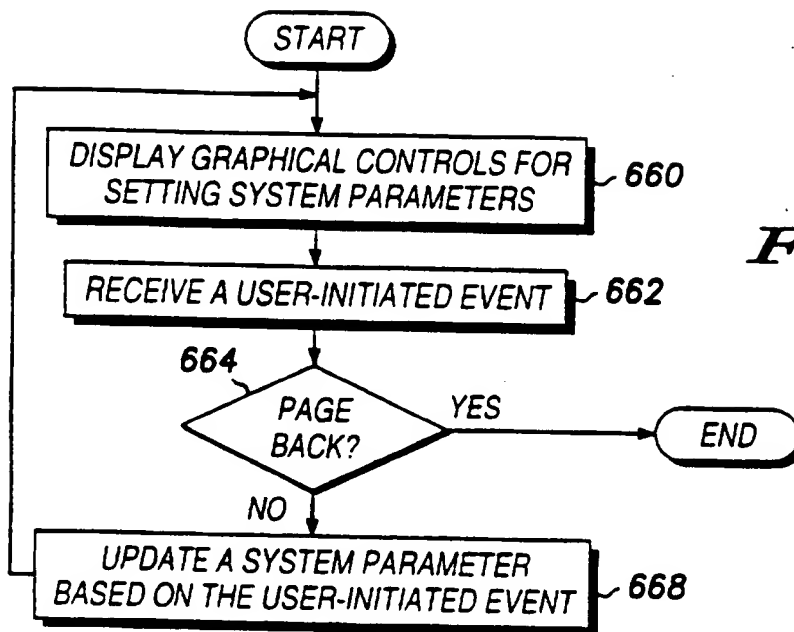 START
DISPLAY GRAPHICAL CONTROLS FOR
SETTING SYSTEM PARAMETERS
660
RECEIVE A USER-INITIATED EVENT
662
664
PAGE
BACK?
YES
END
NO
UPDATE A SYSTEM PARAMETER
BASED ON THE USER-INITIATED EVENT
668
F